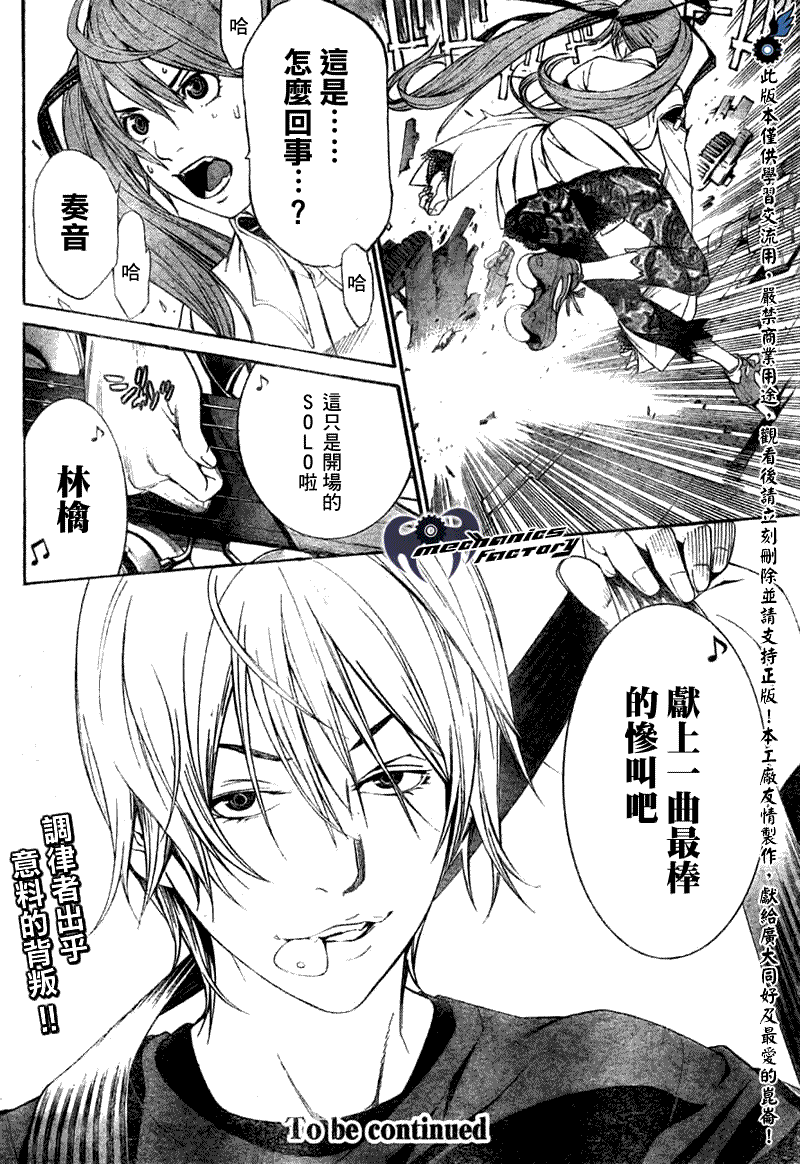 哈
這是……
怎麼回事…？
奏音
哈
哈
這只是開場的
SOLO啦
林檎
mechanics
factory
獻上一曲最棒
的慘叫吧
調律者出乎
意料的背叛!!
To be continued
此版本僅供學習交流用，嚴禁商業用途，觀看後請立刻刪除並請支持正版！本工廠友情製作，獻給廣大同好及最愛的崑崙！